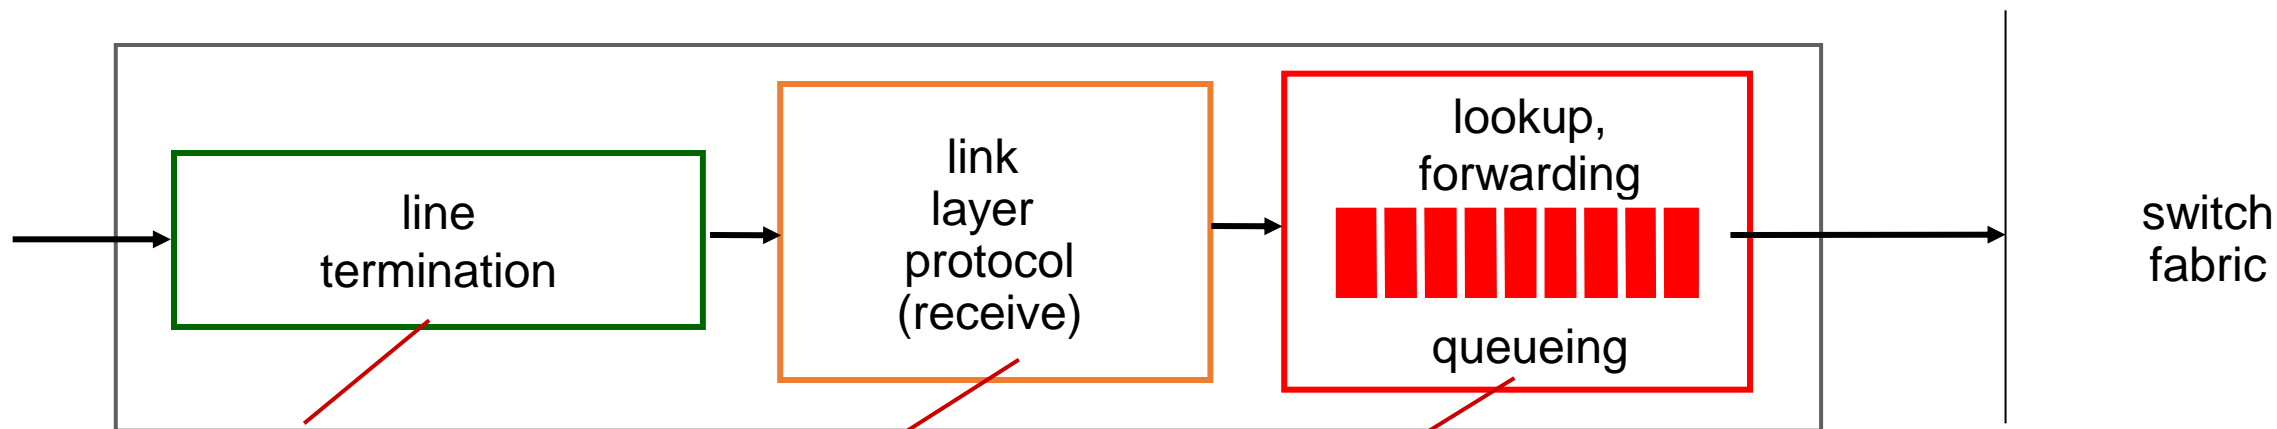 line
termination
link
layer
protocol
(receive)
lookup,
forwarding
queueing
switch
fabric